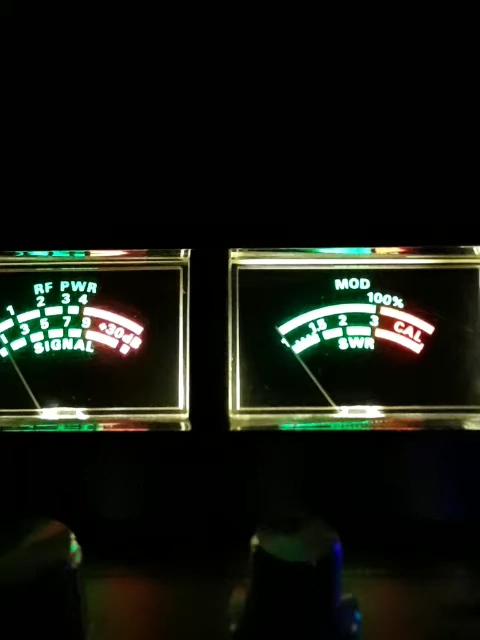 RF PWR
1 2 3 4
1 3 5 7 9 +30dB
SIGNAL
MOD
100%
1 1.5 2 3 CAL
SWR